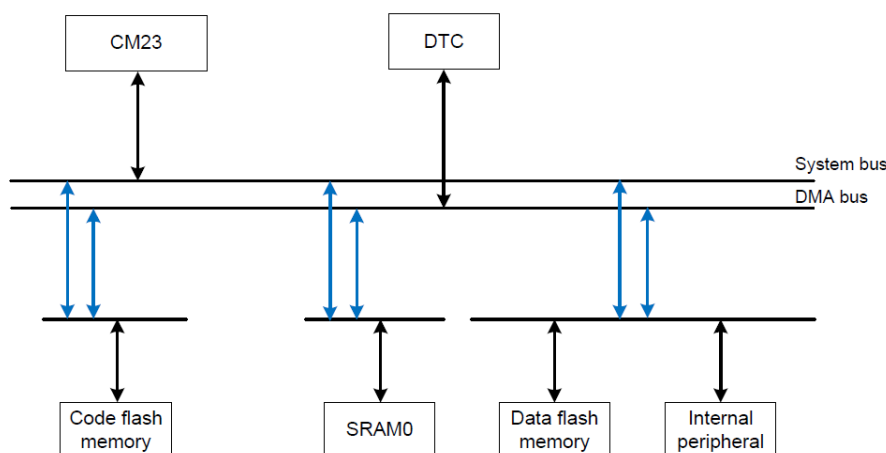 CM23
DTC
System bus
DMA bus
Code flash
memory
SRAM0
Data flash
memory
Internal
peripheral